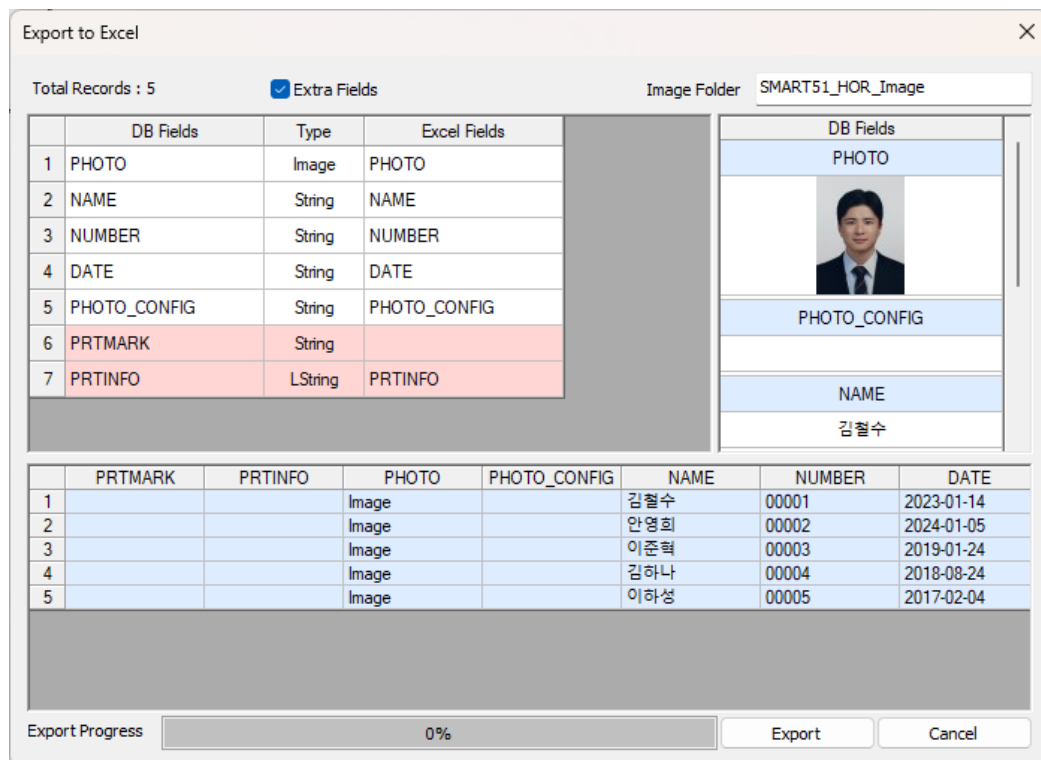 Export to Excel
Total Records : 5 Extra Fields Image Folder SMART51_HOR_Image
DB Fields Type Excel Fields
1 PHOTO Image PHOTO
2 NAME String NAME
3 NUMBER String NUMBER
4 DATE String DATE
5 PHOTO_CONFIG String PHOTO_CONFIG
6 PRTMARK String
7 PRTINFO LString PRTINFO
DB Fields
PHOTO
PHOTO_CONFIG
NAME
김철수
PRTMARK PRTINFO PHOTO PHOTO_CONFIG NAME NUMBER DATE
1 Image 김철수 00001 2023-01-14
2 Image 안영희 00002 2024-01-05
3 Image 이준혁 00003 2019-01-24
4 Image 김하나 00004 2018-08-24
5 Image 이하성 00005 2017-02-04
Export Progress 0% Export Cancel